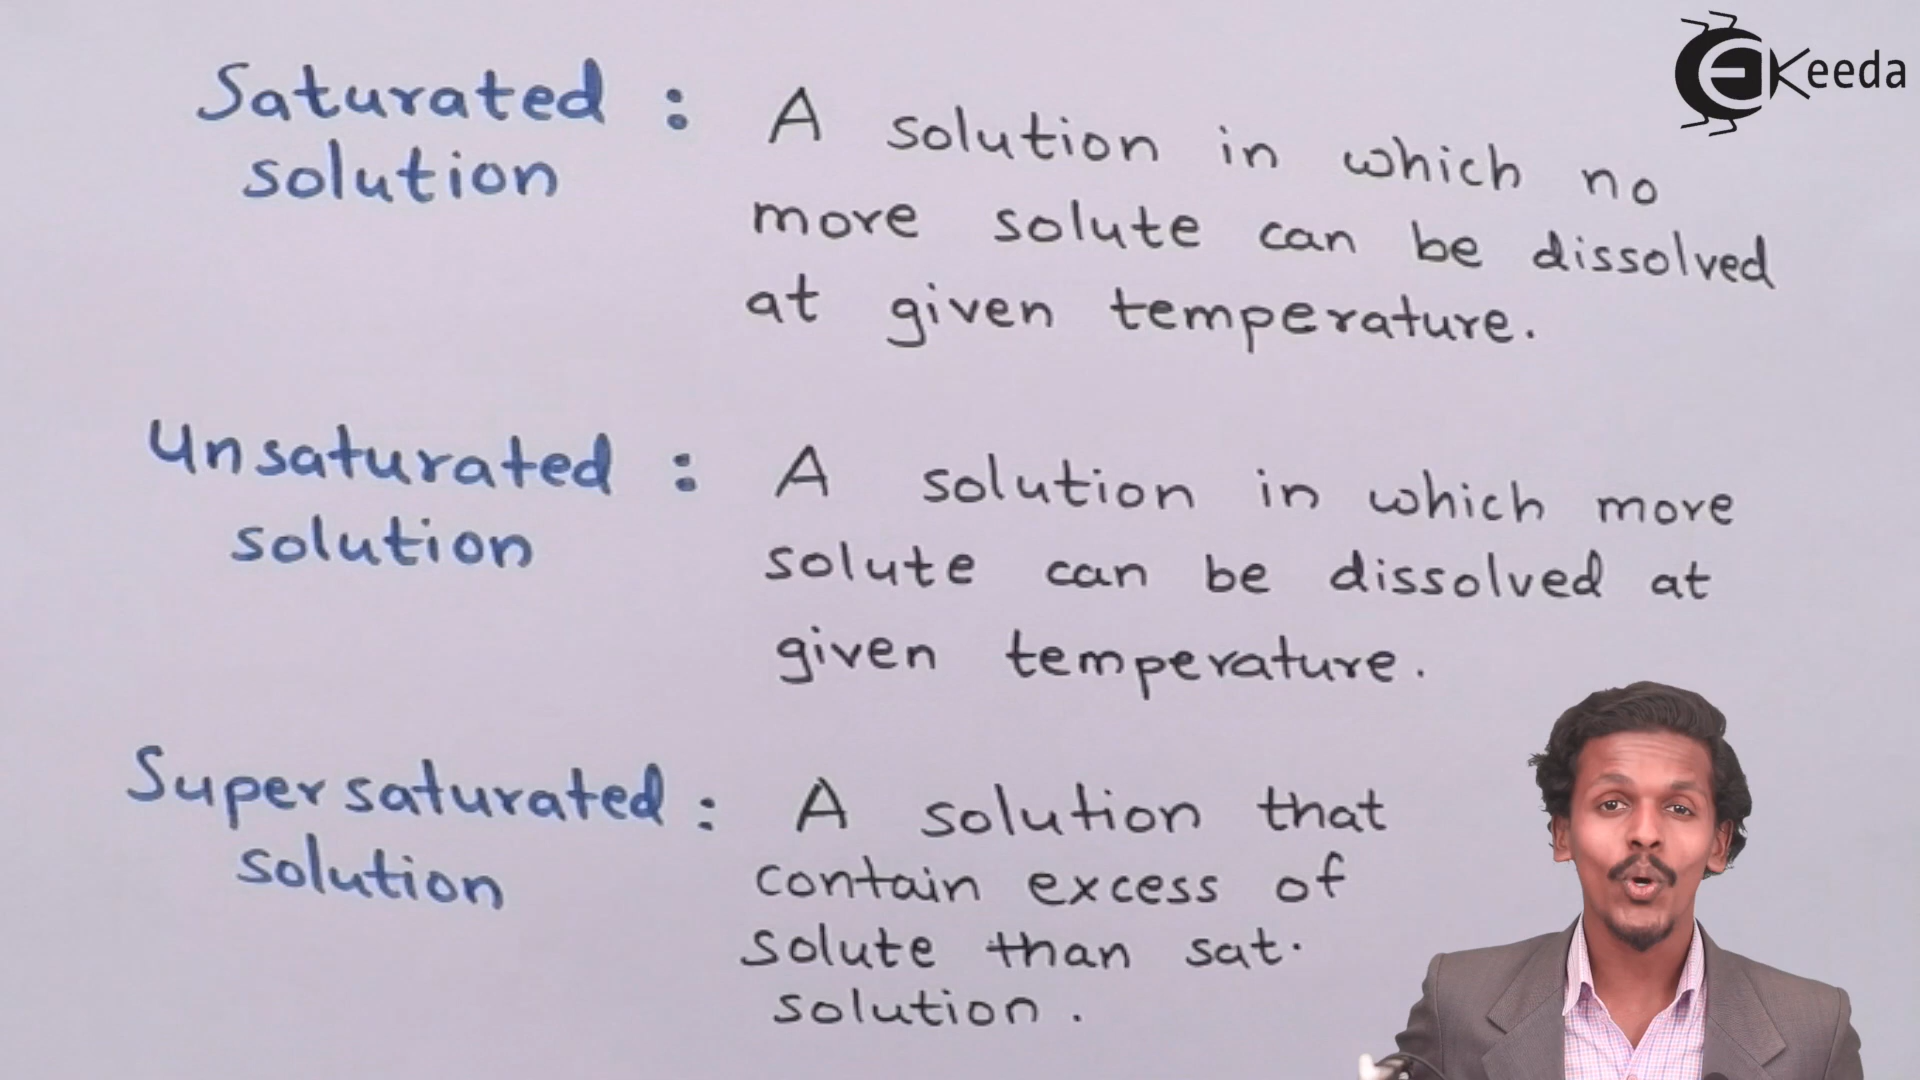 EKeeda
Saturated : A solution in which no
solution
more solute can be dissolved
at given temperature.
Unsaturated : A solution in which more
solution
solute can be dissolved at
given temperature.
Supersaturated : A solution that
solution
contain excess of
solute than sat.
solution.